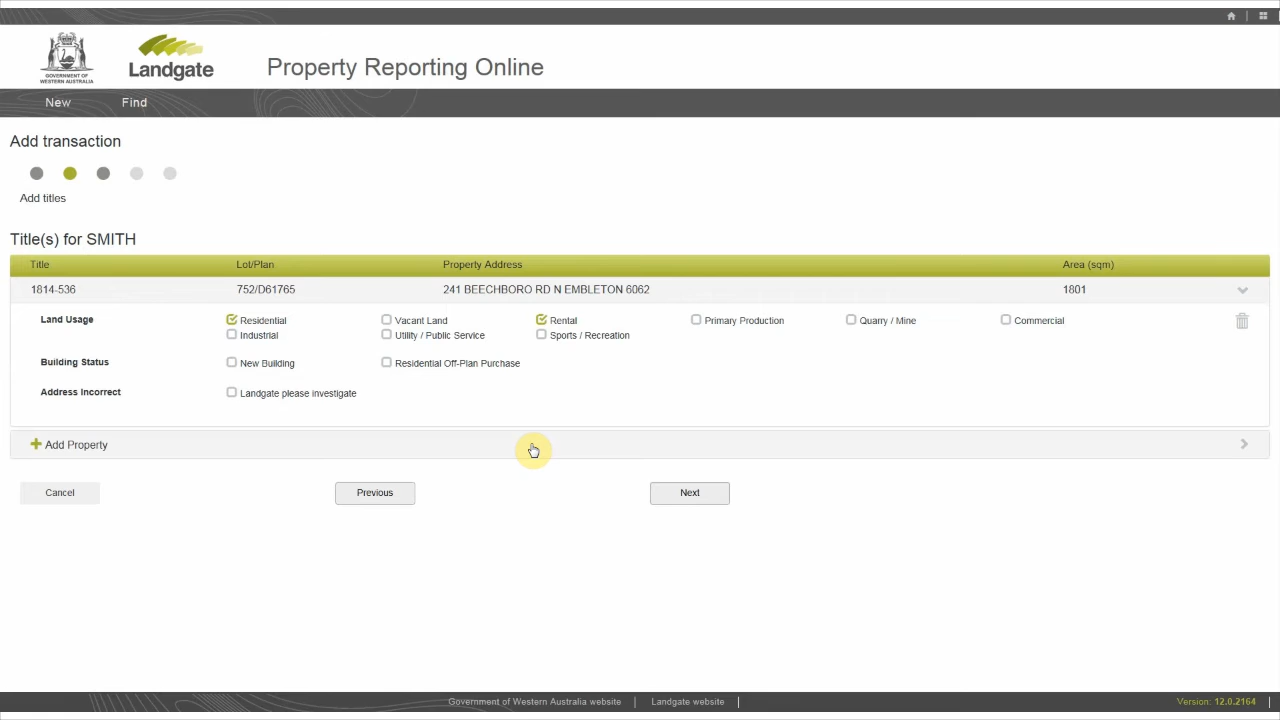 GOVERNMENT OF
WESTERN AUSTRALIA
Landgate
Property Reporting Online
New Find
Add transaction
Add titles
Title(s) for SMITH
Title Lot/Plan Property Address Area (sqm)
1814-536 752/D61765 241 BEECHBORO RD N EMBLETON 6062 1801
Land Usage Residential Vacant Land Rental Primary Production Quarry / Mine Commercial
Industrial Utility / Public Service Sports / Recreation
Building Status New Building Residential Off-Plan Purchase
Address Incorrect Landgate please investigate
Add Property
Cancel Previous Next
Government of Western Australia website | Landgate website | Version: 12.0.2164 |